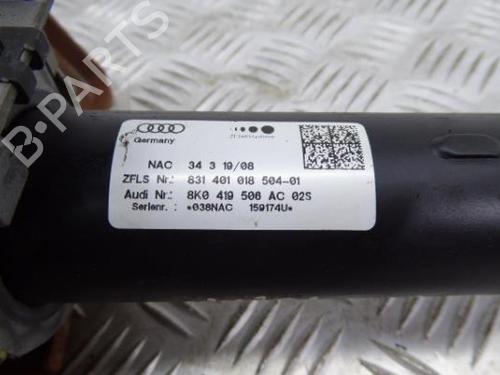 Germany
NAC 34 3 19/08
ZFLS Nr.: 831 401 018 504-01
Audi Nr.: 8K0 419 506 AC 02S
Serienr.: *038NAC 159174U*
B-PARTS